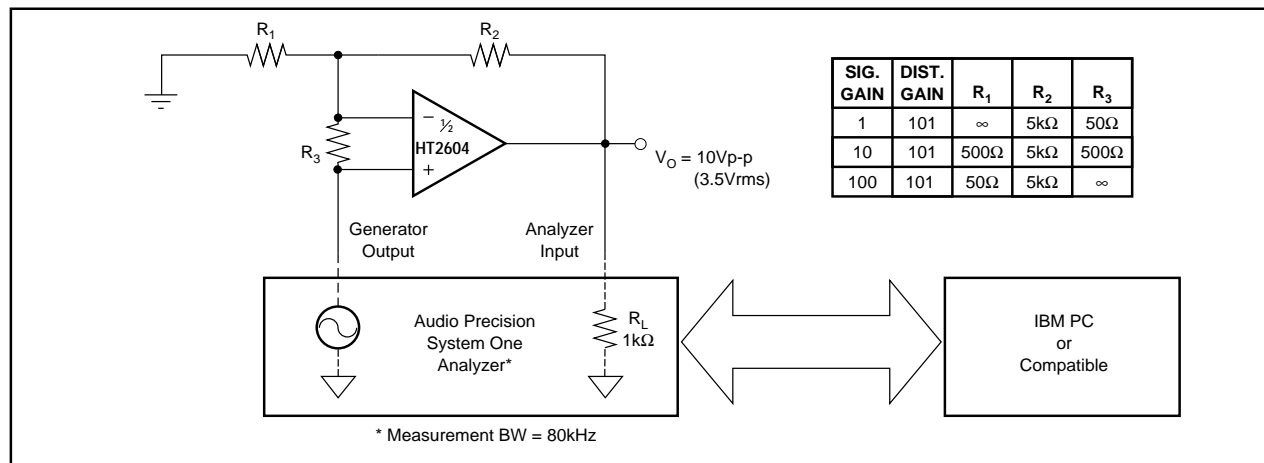 R1
R2
R3
−
½
HT2604
+
VO = 10Vp-p
(3.5Vrms)
Generator
Output
Analyzer
Input
Audio Precision
System One
Analyzer*
RL
1kΩ
IBM PC
or
Compatible
* Measurement BW = 80kHz
SIG. GAIN DIST. GAIN R1 R2 R3
1 101 ∞ 5kΩ 50Ω
10 101 500Ω 5kΩ 500Ω
100 101 50Ω 5kΩ ∞